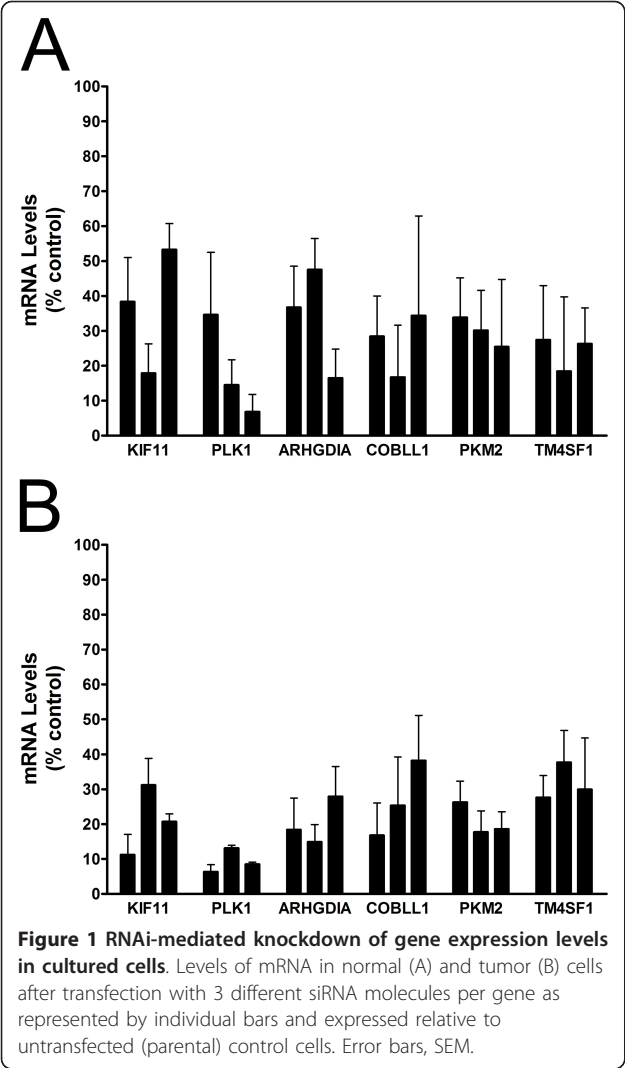 A
100
90
80
70
60
50
40
30
20
10
0
mRNA Levels
(% control)
KIF11 PLK1 ARHGDIA COBLL1 PKM2 TM4SF1
B
100
90
80
70
60
50
40
30
20
10
0
mRNA Levels
(% control)
KIF11 PLK1 ARHGDIA COBLL1 PKM2 TM4SF1
Figure 1 RNAi-mediated knockdown of gene expression levels
in cultured cells. Levels of mRNA in normal (A) and tumor (B) cells
after transfection with 3 different siRNA molecules per gene as
represented by individual bars and expressed relative to
untransfected (parental) control cells. Error bars, SEM.